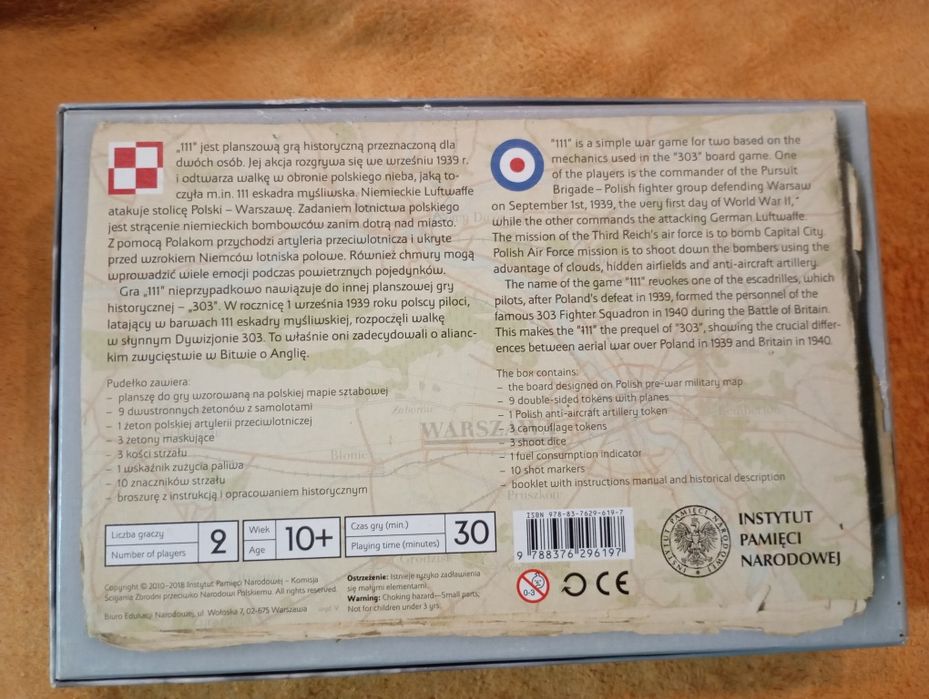 „111” jest planszową grą historyczną przeznaczoną dla
dwóch osób. Jej akcja rozgrywa się we wrześniu 1939 r.
i odtwarza walkę w obronie polskiego nieba, jaką to-
czyła m.in. 111 eskadra myśliwska. Niemieckie Luftwaffe
atakuje stolicę Polski – Warszawę. Zadaniem lotnictwa polskiego
jest strącenie niemieckich bombowców zanim dotrą nad miasto.
Z pomocą Polakom przychodzi artyleria przeciwlotnicza i ukryte
przed wzrokiem Niemców lotniska polowe. Również chmury mogą
wprowadzić wiele emocji podczas powietrznych pojedynków.
Gra „111” nieprzypadkowo nawiązuje do innej planszowej gry
historycznej – „303”. W rocznicę 1 września 1939 roku polscy piloci,
latający w barwach 111 eskadry myśliwskiej, rozpoczęli walkę
w słynnym Dywizjonie 303. To właśnie oni zadecydowali o alianc-
kim zwycięstwie w Bitwie o Anglię.
Pudełko zawiera:
– planszę do gry wzorowaną na polskiej mapie sztabowej
– 9 dwustronnych żetonów z samolotami
– 1 żeton polskiej artylerii przeciwlotniczej
– 3 żetony maskujące
– 3 kości strzału
– 1 wskaźnik zużycia paliwa
– 10 znaczników strzału
– broszurę z instrukcją i opracowaniem historycznym
"111" is a simple war game for two based on the
mechanics used in the "303" board game. One
of the players is the commander of the Pursuit
Brigade – Polish fighter group defending Warsaw
on September 1st, 1939, the very first day of World War II,
while the other commands the attacking German Luftwaffe.
The mission of the Third Reich's air force is to bomb Capital City.
Polish Air Force mission is to shoot down the bombers using the
advantage of clouds, hidden airfields and anti-aircraft artillery.
The name of the game "111" revokes one of the escadrilles, which
pilots, after Poland's defeat in 1939, formed the personnel of the
famous 303 Fighter Squadron in 1940 during the Battle of Britain.
This makes the "111" the prequel of "303", showing the crucial differ-
ences between aerial war over Poland in 1939 and Britain in 1940.
The box contains:
– the board designed on Polish pre-war military map
– 9 double-sided tokens with planes
– 1 Polish anti-aircraft artillery token
– 3 camouflage tokens
– 3 shoot dice
– 1 fuel consumption indicator
– 10 shot markers
– booklet with instructions manual and historical description
WARSZAWA
Błonie
Pruszków
Liczba graczy
Number of players
2
Wiek
Age
10+
Czas gry (min.)
Playing time (minutes)
30
ISBN 978-83-7629-619-7
9 788376 296197
INSTYTUT
PAMIĘCI
NARODOWEJ
INSTYTUT PAMIĘCI NARODOWEJ
0-3
CE
Copyright © 2010–2018 Instytut Pamięci Narodowej – Komisja
Ścigania Zbrodni przeciwko Narodowi Polskiemu. All rights reserved.
Biuro Edukacji Narodowej, ul. Wołoska 7, 02-675 Warszawa
Ostrzeżenie: Istnieje ryzyko zadławienia
się małymi elementami.
Warning: Choking hazard—Small parts;
Not for children under 3 yrs.